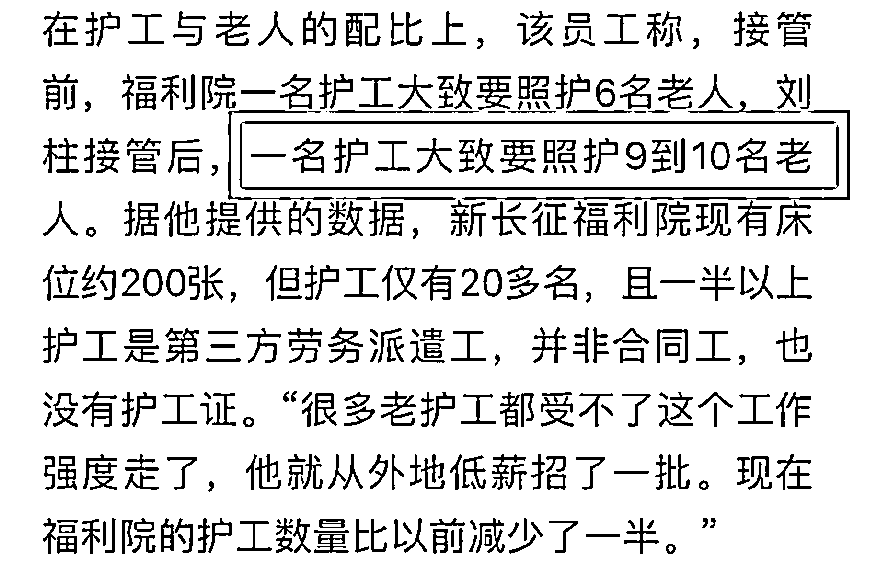 在护工与老人的配比上，该员工称，接管
前，福利院一名护工大致要照护6名老人，刘
柱接管后，一名护工大致要照护9到10名老
人。据他提供的数据，新长征福利院现有床
位约200张，但护工仅有20多名，且一半以上
护工是第三方劳务派遣工，并非合同工，也
没有护工证。“很多老护工都受不了这个工作
强度走了，他就从外地低薪招了一批。现在
福利院的护工数量比以前减少了一半。”